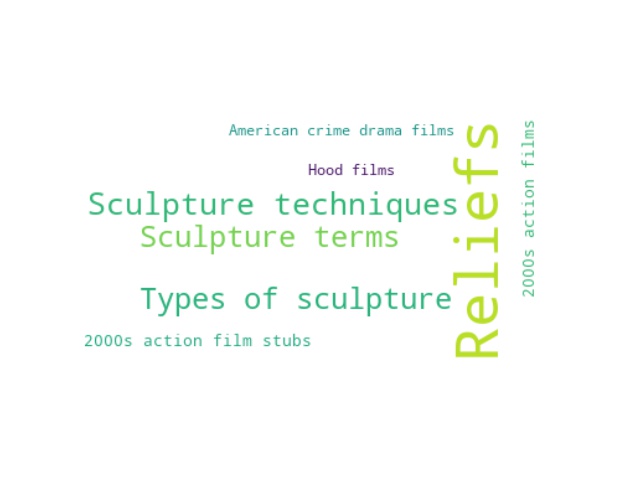 American crime drama films
Hood films
Sculpture techniques
Sculpture terms
Types of sculpture
2000s action film stubs
Reliefs
2000s action films